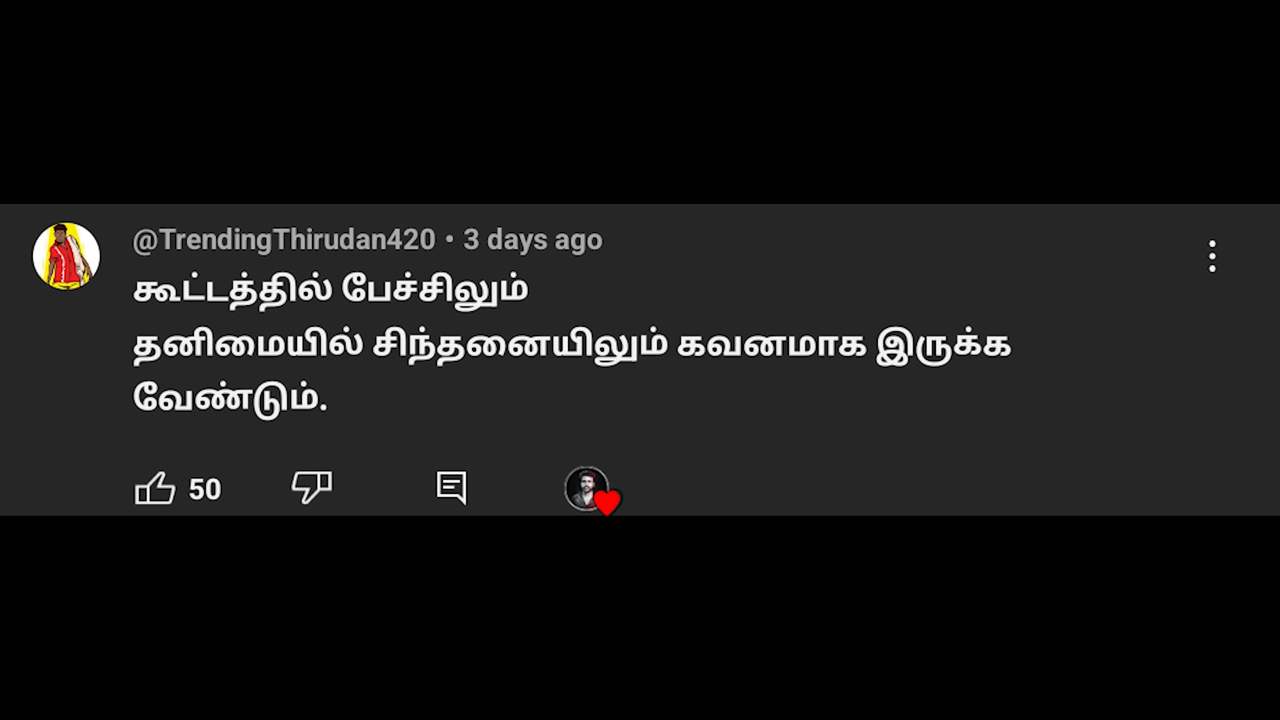 @TrendingThirudan420 • 3 days ago
கூட்டத்தில் பேச்சிலும்
தனிமையில் சிந்தனையிலும் கவனமாக இருக்க
வேண்டும்.
50